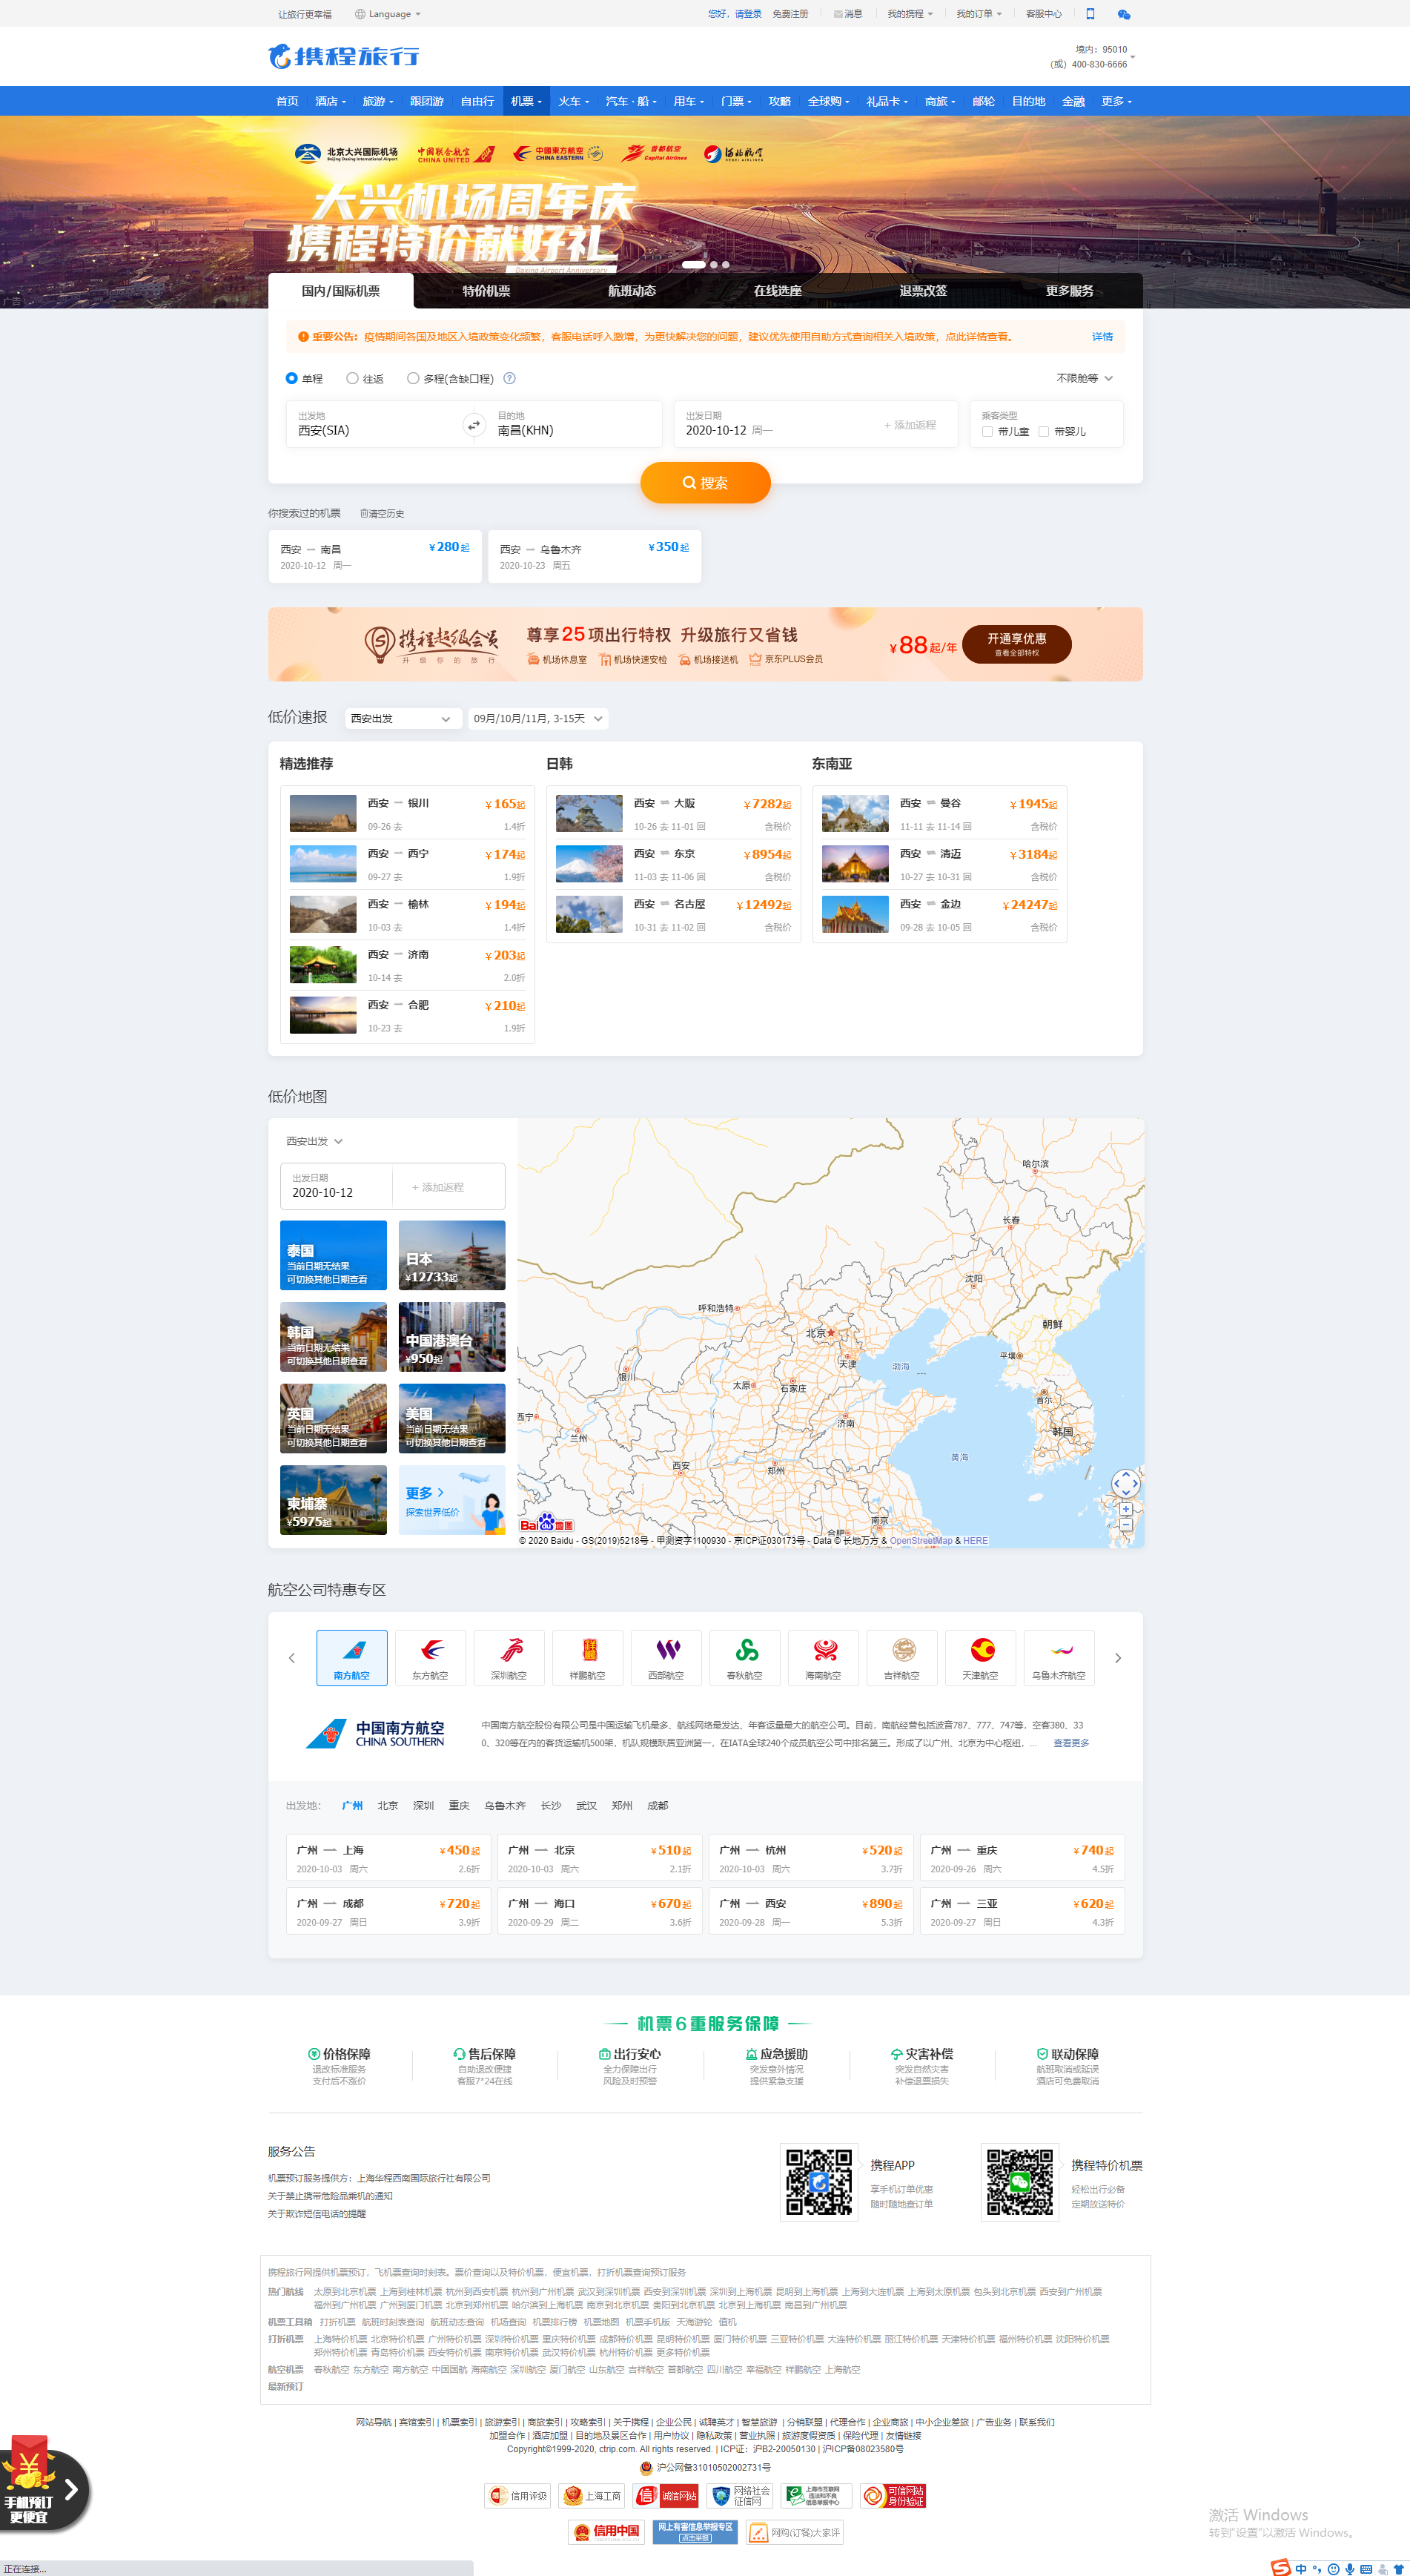 让旅行更幸福 Language 您好，请登录 免费注册 消息 我的携程 我的订单 客服中心
携程旅行
境内：95010
(或) 400-830-6666
首页 酒店 旅游 跟团游 自由行 机票 火车 汽车·船 用车 门票 攻略 全球购 礼品卡 商旅 邮轮 目的地 金融 更多
北京大兴国际机场 中国联合航空 中國東方航空 首都航空 河北航空
Beijing Daxing International Airport CHINA UNITED CHINA EASTERN Capital Airlines
大兴机场周年庆
携程特价献好礼
Daxing Airport Anniversary
广告
国内/国际机票 特价机票 航班动态 在线选座 退票改签 更多服务
重要公告：疫情期间各国及地区入境政策变化频繁，客服电话呼入激增，为更快解决您的问题，建议优先使用自助方式查询相关入境政策，点此详情查看。 详情
单程 往返 多程(含缺口程) ? 不限舱等
出发地 目的地 出发日期 乘客类型
西安(SIA) 南昌(KHN) 2020-10-12 周一 + 添加返程 带儿童 带婴儿
搜索
你搜索过的机票 清空历史
西安 南昌 ¥280起 西安 乌鲁木齐 ¥350起
2020-10-12 周一 2020-10-23 周五
携程超级会员 尊享25项出行特权 升级旅行又省钱 ¥88起/年 开通享优惠
升级你的旅行 机场休息室 机场快速安检 机场接送机 京东PLUS会员 查看全部特权
低价速报 西安出发 09月/10月/11月, 3-15天
精选推荐 日韩 东南亚
西安 银川 ¥165起 西安 大阪 ¥7282起 西安 曼谷 ¥1945起
09-26 去 1.4折 10-26 去 11-01 回 含税价 11-11 去 11-14 回 含税价
西安 西宁 ¥174起 西安 东京 ¥8954起 西安 清迈 ¥3184起
09-27 去 1.9折 11-03 去 11-06 回 含税价 10-27 去 10-31 回 含税价
西安 榆林 ¥194起 西安 名古屋 ¥12492起 西安 金边 ¥24247起
10-03 去 1.4折 10-31 去 11-02 回 含税价 09-28 去 10-05 回 含税价
西安 济南 ¥203起
10-14 去 2.0折
西安 合肥 ¥210起
10-23 去 1.9折
低价地图
西安出发
出发日期
2020-10-12 + 添加返程
泰国
当前日期无结果
可切换其他日期查看
日本
¥12733起
韩国
当前日期无结果
可切换其他日期查看
中国港澳台
¥950起
英国
当前日期无结果
可切换其他日期查看
美国
当前日期无结果
可切换其他日期查看
柬埔寨
¥5975起
更多
探索世界低价
哈尔滨
长春
沈阳
呼和浩特
朝鲜
北京
平壤
天津
渤海
银川
太原
石家庄
首尔
西宁
济南
韩国
兰州
黄海
西安
郑州
南京
合肥
Bai 地图
© 2020 Baidu - GS(2019)5218号 - 甲测资字1100930 - 京ICP证030173号 - Data © 长地万方 & OpenStreetMap & HERE
航空公司特惠专区
南方航空 东方航空 深圳航空 祥鹏航空 西部航空 春秋航空 海南航空 吉祥航空 天津航空 乌鲁木齐航空
中国南方航空
CHINA SOUTHERN
中国南方航空股份有限公司是中国运输飞机最多、航线网络最发达、年客运量最大的航空公司。目前，南航经营包括波音787、777、747等，空客380、33
0、320等在内的客货运输机500架，机队规模跃居亚洲第一，在IATA全球240个成员航空公司中排名第三。形成了以广州、北京为中心枢纽，... 查看更多
出发地： 广州 北京 深圳 重庆 乌鲁木齐 长沙 武汉 郑州 成都
广州 上海 ¥450起 广州 北京 ¥510起 广州 杭州 ¥520起 广州 重庆 ¥740起
2020-10-03 周六 2.6折 2020-10-03 周六 2.1折 2020-10-03 周六 3.7折 2020-09-26 周六 4.5折
广州 成都 ¥720起 广州 海口 ¥670起 广州 西安 ¥890起 广州 三亚 ¥620起
2020-09-27 周日 3.9折 2020-09-29 周二 3.6折 2020-09-28 周一 5.3折 2020-09-27 周日 4.3折
机票6重服务保障
价格保障 售后保障 出行安心 应急援助 灾害补偿 联动保障
退改标准服务 自助退改便捷 全力保障出行 突发意外情况 突发自然灾害 航班取消或延误
支付后不涨价 客服7*24在线 风险及时预警 提供紧急支援 补偿退票损失 酒店可免费取消
服务公告
机票预订服务提供方：上海华程西南国际旅行社有限公司
关于禁止携带危险品乘机的通知
关于欺诈短信电话的提醒
携程APP
享手机订单优惠
随时随地查订单
携程特价机票
轻松出行必备
定期放送特价
携程旅行网提供机票预订，飞机票查询时刻表。票价查询以及特价机票，便宜机票，打折机票查询预订服务
热门航线 太原到北京机票 上海到桂林机票 杭州到西安机票 杭州到广州机票 武汉到深圳机票 西安到深圳机票 深圳到上海机票 昆明到上海机票 上海到大连机票 上海到太原机票 包头到北京机票 西安到广州机票
福州到广州机票 广州到厦门机票 北京到郑州机票 哈尔滨到上海机票 南京到北京机票 贵阳到北京机票 北京到上海机票 南昌到广州机票
机票工具箱 打折机票 航班时刻表查询 航班动态查询 机场查询 机票排行榜 机票地图 机票手机版 天海游轮 值机
打折机票 上海特价机票 北京特价机票 广州特价机票 深圳特价机票 重庆特价机票 成都特价机票 昆明特价机票 厦门特价机票 三亚特价机票 大连特价机票 丽江特价机票 天津特价机票 福州特价机票 沈阳特价机票
郑州特价机票 青岛特价机票 西安特价机票 南京特价机票 武汉特价机票 杭州特价机票 更多特价机票
航空机票 春秋航空 东方航空 南方航空 中国国航 海南航空 深圳航空 厦门航空 山东航空 吉祥航空 首都航空 四川航空 幸福航空 祥鹏航空 上海航空
最新预订
网站导航 | 宾馆索引 | 机票索引 | 旅游索引 | 商旅索引 | 攻略索引 | 关于携程 | 企业公民 | 诚聘英才 | 智慧旅游 | 分销联盟 | 代理合作 | 企业商旅 | 中小企业差旅 | 广告业务 | 联系我们
加盟合作 | 酒店加盟 | 目的地及景区合作 | 用户协议 | 隐私政策 | 营业执照 | 旅游度假资质 | 保险代理 | 友情链接
Copyright©1999-2020, ctrip.com. All rights reserved. | ICP证：沪B2-20050130 | 沪ICP备08023580号
沪公网备31010502002731号
信用评级 上海工商 诚信网站 网络社会征信网 上海市互联网违法和不良信息举报中心 可信网站身份验证
信用中国 网上有害信息举报专区 点击举报 网购(订餐)大家评
手机预订
更便宜
激活 Windows
转到"设置"以激活 Windows。
正在连接...
中